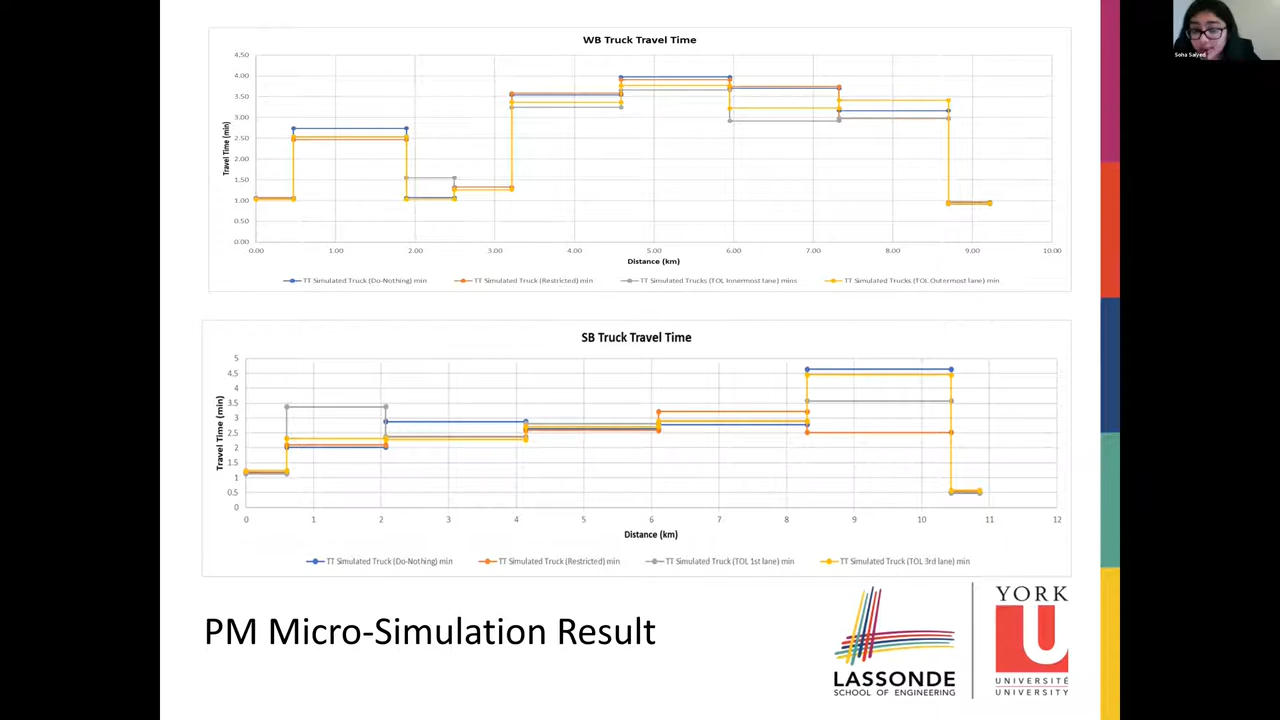 Soha Saiyed
WB Truck Travel Time
4.50
4.00
3.50
3.00
2.50
2.00
1.50
1.00
0.50
0.00
Travel Time (min)
0.00 1.00 2.00 3.00 4.00 5.00 6.00 7.00 8.00 9.00 10.00
Distance (km)
TT Simulated Truck (Do-Nothing) min TT Simulated Truck (Restricted) min TT Simulated Trucks (TOL Innermost lane) mins TT Simulated Trucks (TOL Outermost lane) min
SB Truck Travel Time
5
4.5
4
3.5
3
2.5
2
1.5
1
0.5
0
Travel Time (min)
0 1 2 3 4 5 6 7 8 9 10 11 12
Distance (km)
TT Simulated Truck (Do-Nothing) min TT Simulated Truck (Restricted) min TT Simulated Truck (TOL 1st lane) min TT Simulated Truck (TOL 3rd lane) min
PM Micro-Simulation Result
LASSONDE
SCHOOL OF ENGINEERING
YORK
U
UNIVERSITÉ
UNIVERSITY